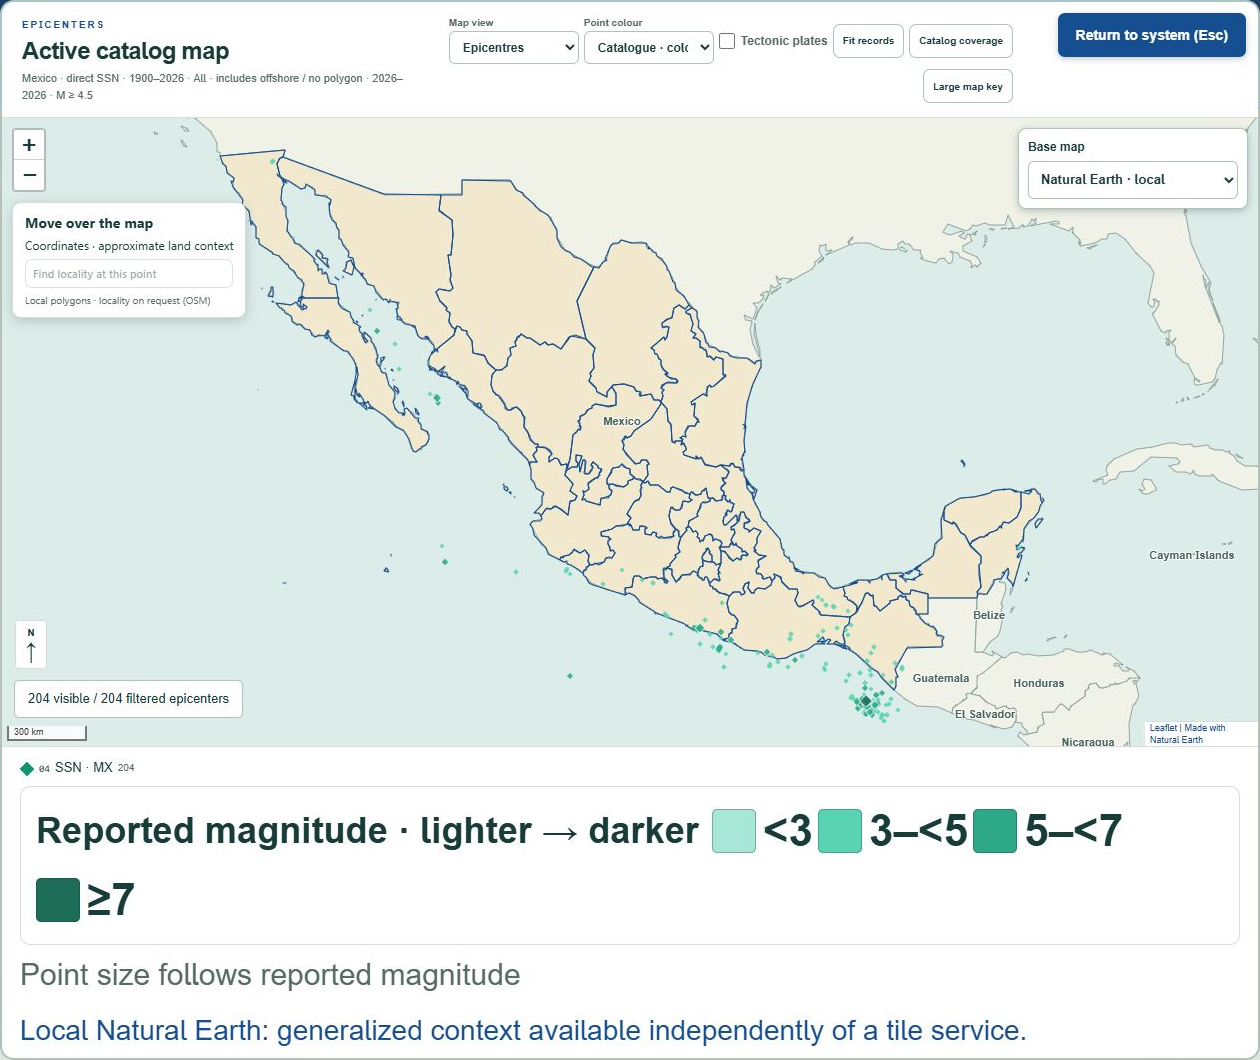 EPICENTERS
Active catalog map
Mexico · direct SSN · 1900–2026 · All · includes offshore / no polygon · 2026–
2026 · M ≥ 4.5
Map view
Epicentres
Point colour
Catalogue · colo
Tectonic plates
Fit records
Catalog coverage
Large map key
Return to system (Esc)
+
−
Base map
Natural Earth · local
Move over the map
Coordinates · approximate land context
Find locality at this point
Local polygons · locality on request (OSM)
Mexico
Cayman Islands
Belize
Guatemala
Honduras
El Salvador
Nicaragua
N
204 visible / 204 filtered epicenters
300 km
Leaflet | Made with
Natural Earth
04 SSN · MX 204
Reported magnitude · lighter → darker <3 3–<5 5–<7
≥7
Point size follows reported magnitude
Local Natural Earth: generalized context available independently of a tile service.